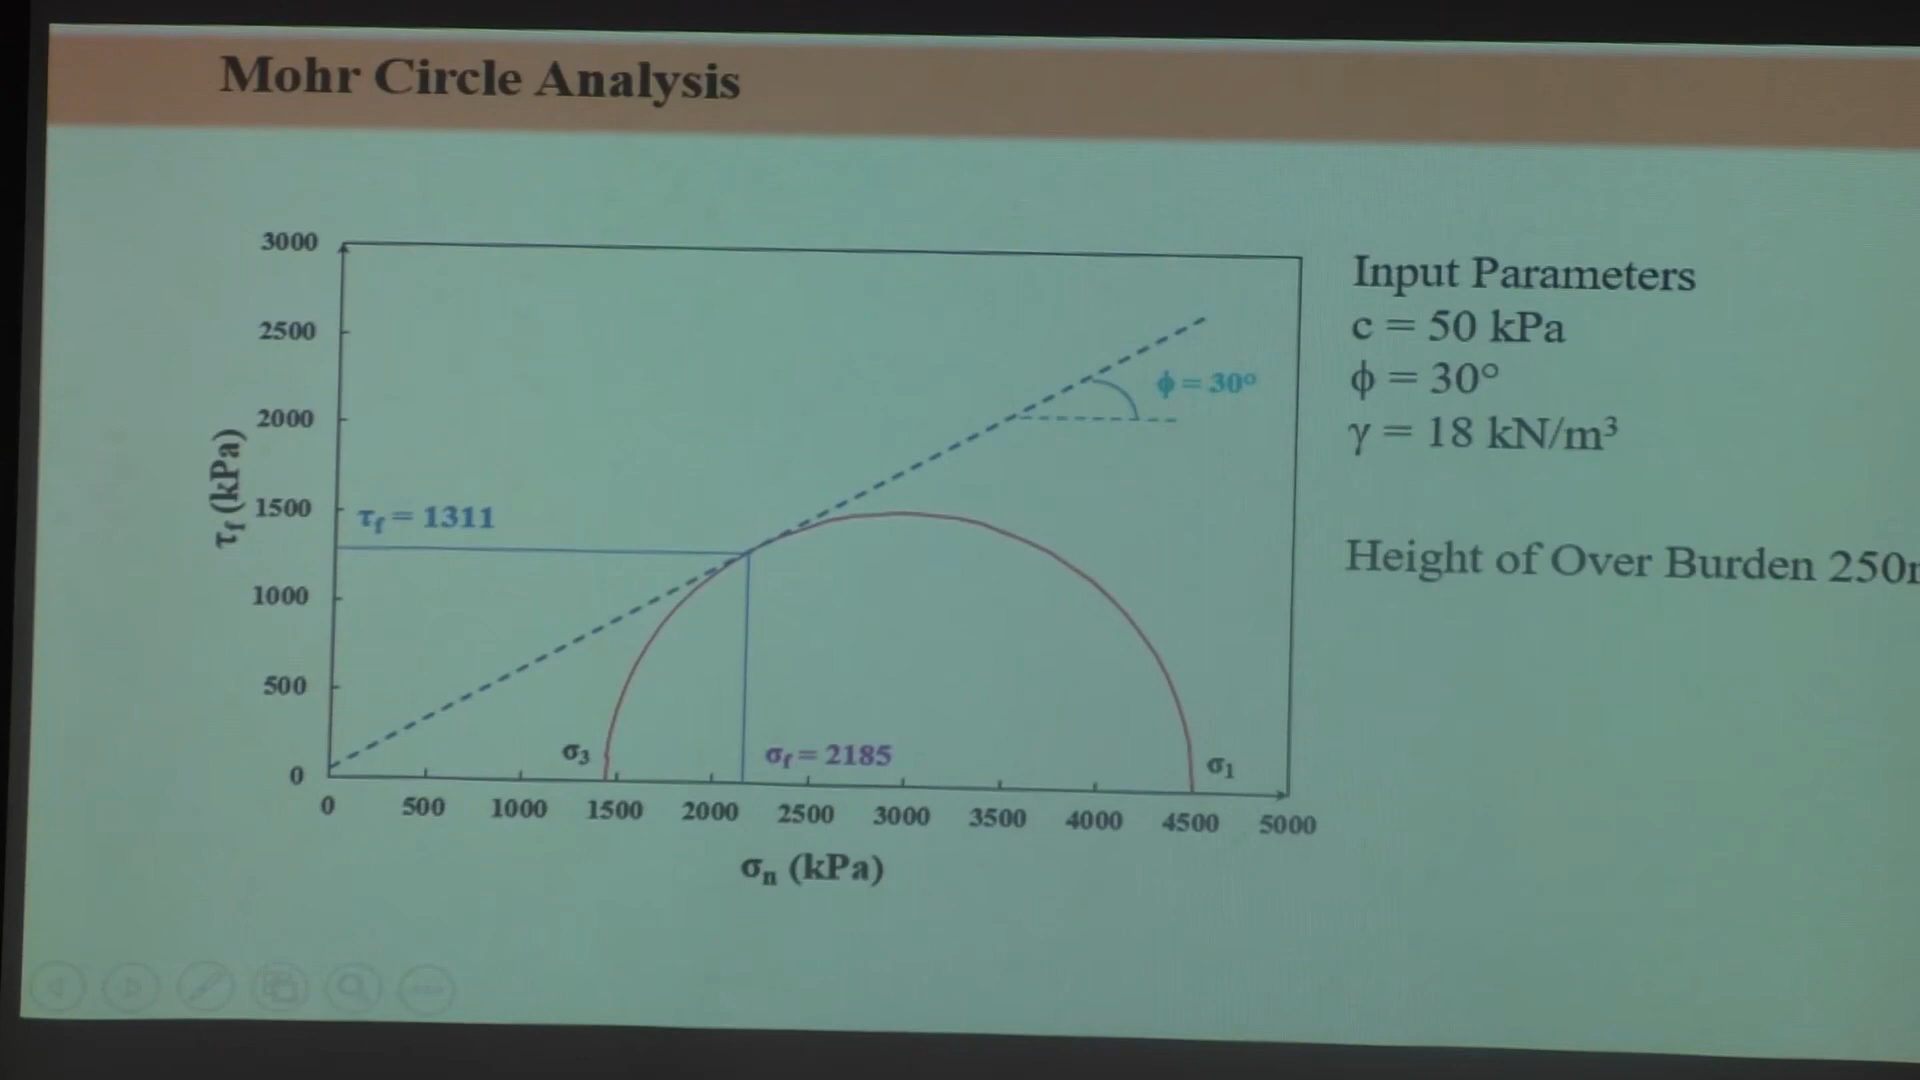 Mohr Circle Analysis
3000
2500
2000
1500
1000
500
0
τf (kPa)
τf = 1311
ϕ = 30°
σ3
σf = 2185
σ1
0 500 1000 1500 2000 2500 3000 3500 4000 4500 5000
σn (kPa)
Input Parameters
c = 50 kPa
ϕ = 30°
γ = 18 kN/m³
Height of Over Burden 250